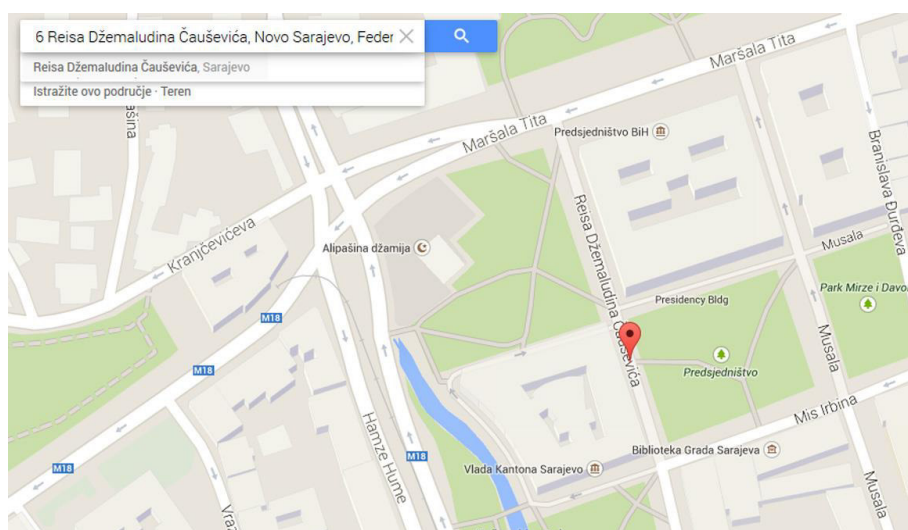 6 Reisa Džemaludina Čauševića, Novo Sarajevo, Feder
Reisa Džemaludina Čauševića, Sarajevo
Istražite ovo područje · Teren
Maršala Tita
Maršala Tita
Predsjedništvo BiH
Branislava Đurđeva
Reisa Džemaludina Čauševića
Kranjčevićeva
Alipašina džamija
Musala
Park Mirze i Davo
Presidency Bldg
M18
Musala
M18
Predsjedništvo
Mis Irbina
Hamze Hume
Biblioteka Grada Sarajeva
M18
M18
Vlada Kantona Sarajevo
Musala